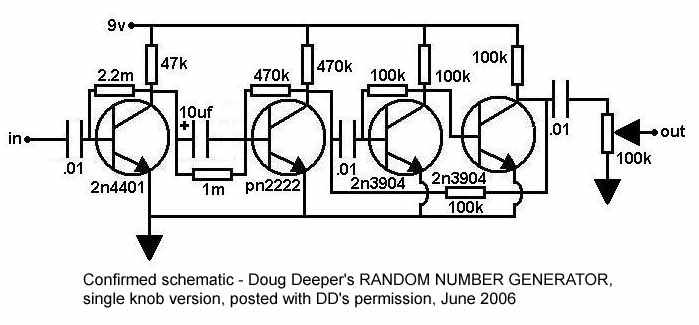 9v
47k
470k
100k
100k
2.2m
470k
100k
10uf
+
in
.01
2n4401
1m
pn2222
.01
2n3904
2n3904
100k
.01
out
100k
Confirmed schematic - Doug Deeper's RANDOM NUMBER GENERATOR,
single knob version, posted with DD's permission, June 2006